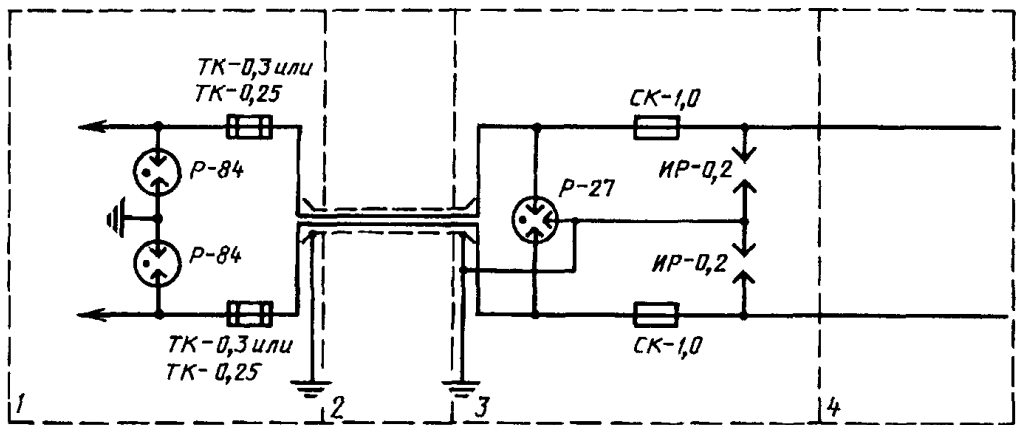 ТК-0,3 или
ТК-0,25
Р-84
Р-84
ТК-0,3 или
ТК-0,25
СК-1,0
ИР-0,2
Р-27
ИР-0,2
СК-1,0
1
2
3
4